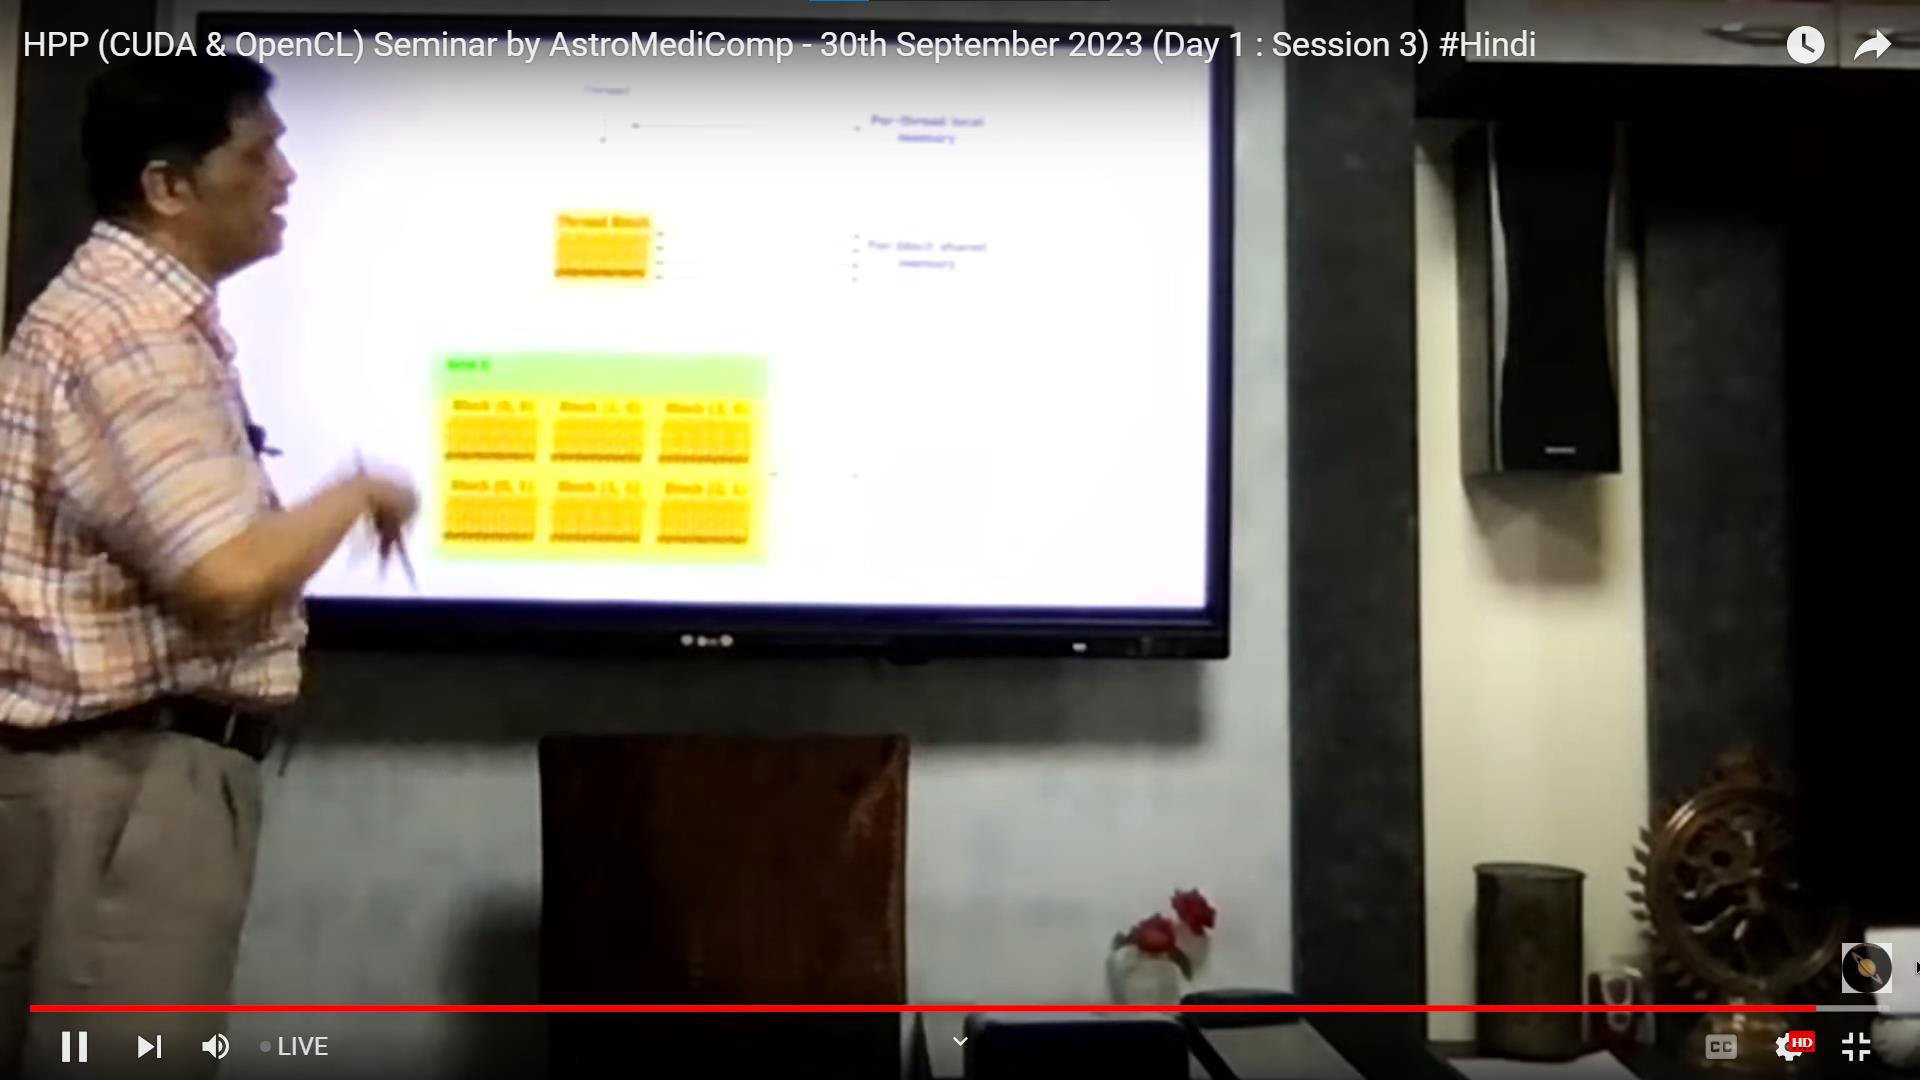 HPP (CUDA & OpenCL) Seminar by AstroMediComp - 30th September 2023 (Day 1 : Session 3) #Hindi
Thread
Per-thread local
memory
Thread Block
Per-block shared
memory
Block (0, 0) Block (1, 0) Block (2, 0)
Block (0, 1) Block (1, 1) Block (2, 1)
LIVE
CC
HD